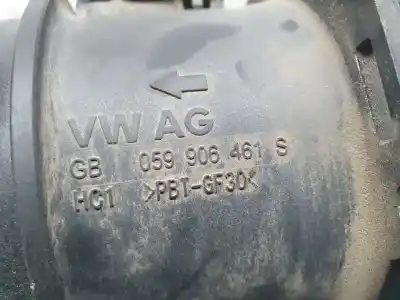 VW AG
GB 059 906 461 S
HC1 >PBT-GF30<